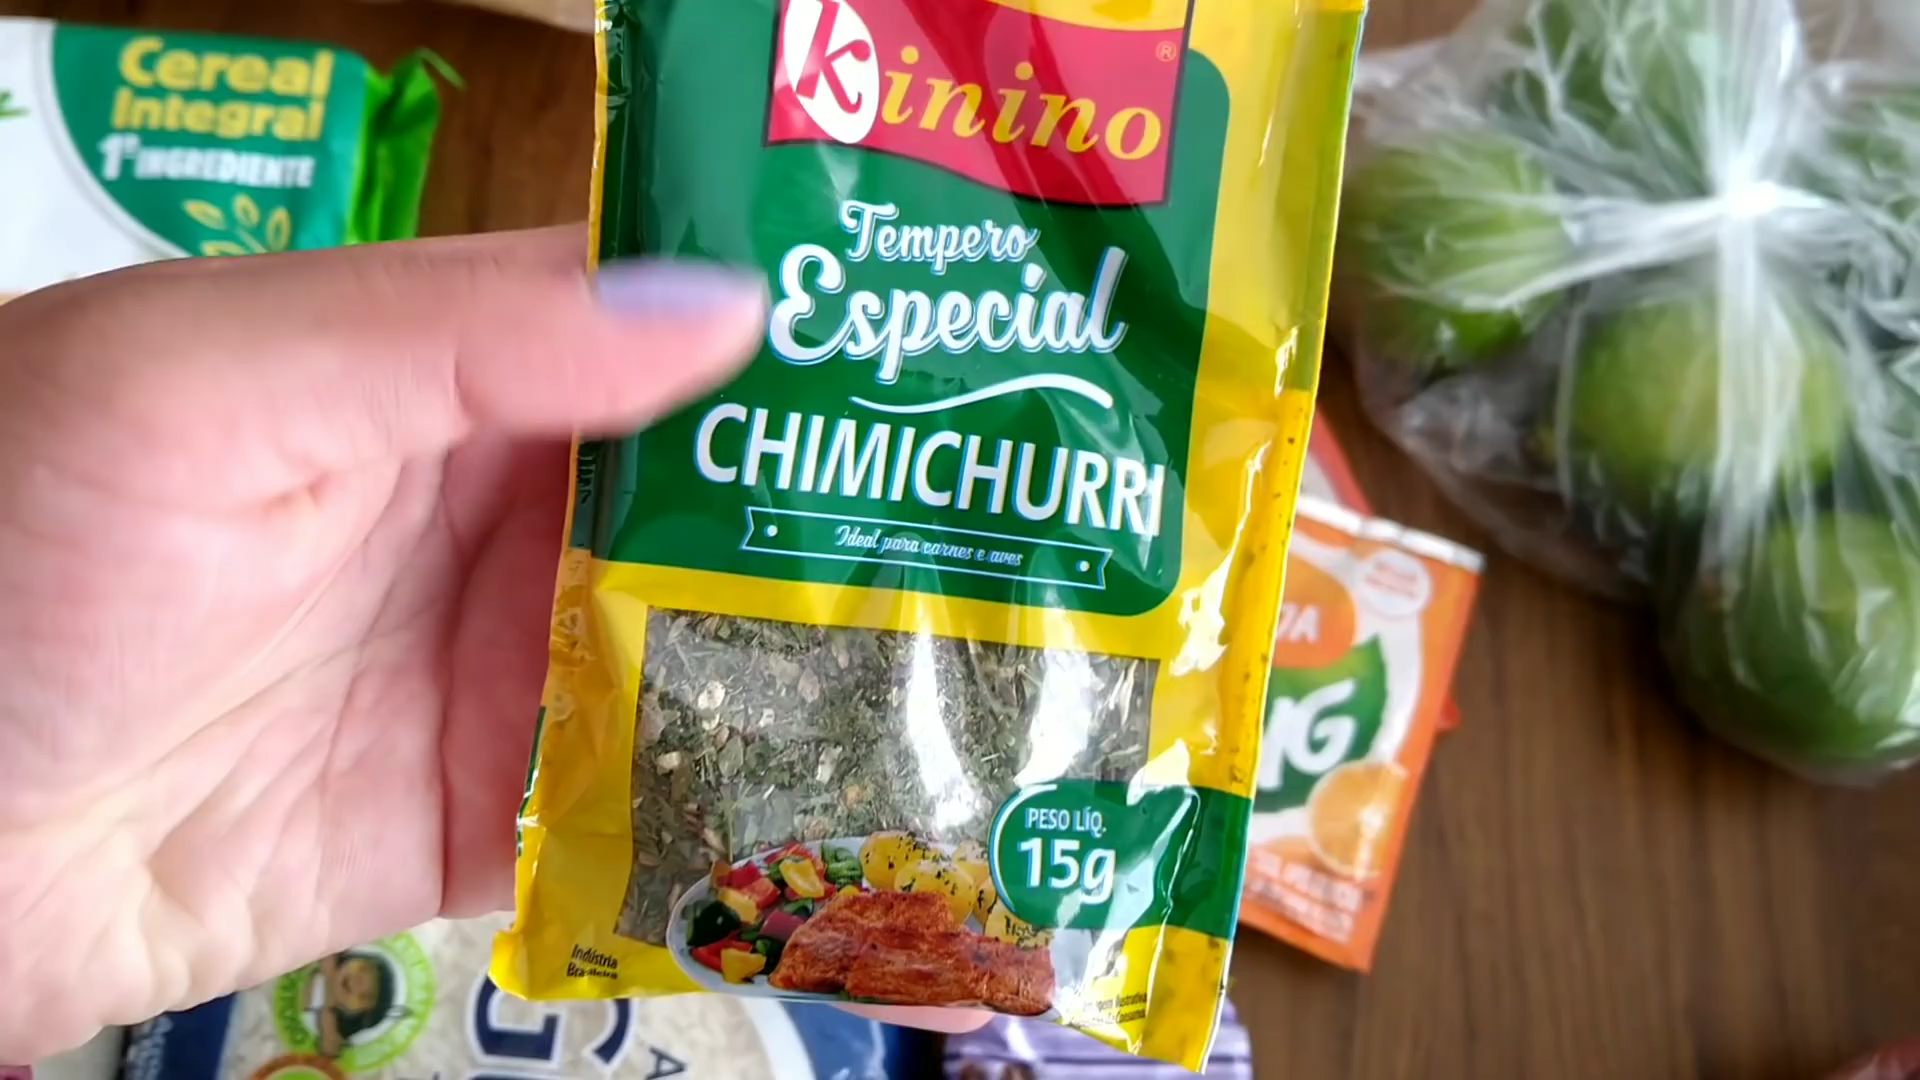 Cereal
Integral
1º INGREDIENTE
Kinino
®
Tempero
Especial
CHIMICHURRI
Ideal para carnes e aves
PESO LÍQ.
15g
Indústria
Brasileira